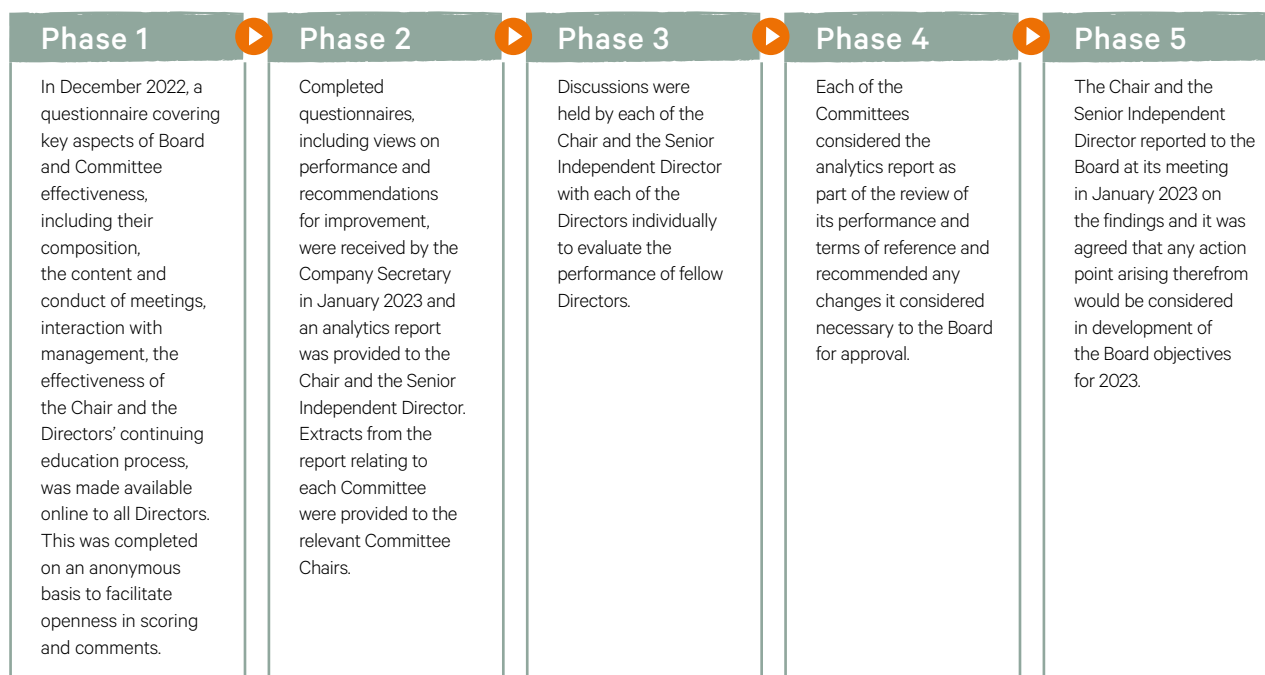 Phase 1
In December 2022, a
questionnaire covering
key aspects of Board
and Committee
effectiveness,
including their
composition,
the content and
conduct of meetings,
interaction with
management, the
effectiveness of
the Chair and the
Directors’ continuing
education process,
was made available
online to all Directors.
This was completed
on an anonymous
basis to facilitate
openness in scoring
and comments.
Phase 2
Completed
questionnaires,
including views on
performance and
recommendations
for improvement,
were received by the
Company Secretary
in January 2023 and
an analytics report
was provided to the
Chair and the Senior
Independent Director.
Extracts from the
report relating to
each Committee
were provided to the
relevant Committee
Chairs.
Phase 3
Discussions were
held by each of the
Chair and the Senior
Independent Director
with each of the
Directors individually
to evaluate the
performance of fellow
Directors.
Phase 4
Each of the
Committees
considered the
analytics report as
part of the review of
its performance and
terms of reference and
recommended any
changes it considered
necessary to the Board
for approval.
Phase 5
The Chair and the
Senior Independent
Director reported to the
Board at its meeting
in January 2023 on
the findings and it was
agreed that any action
point arising therefrom
would be considered
in development of
the Board objectives
for 2023.